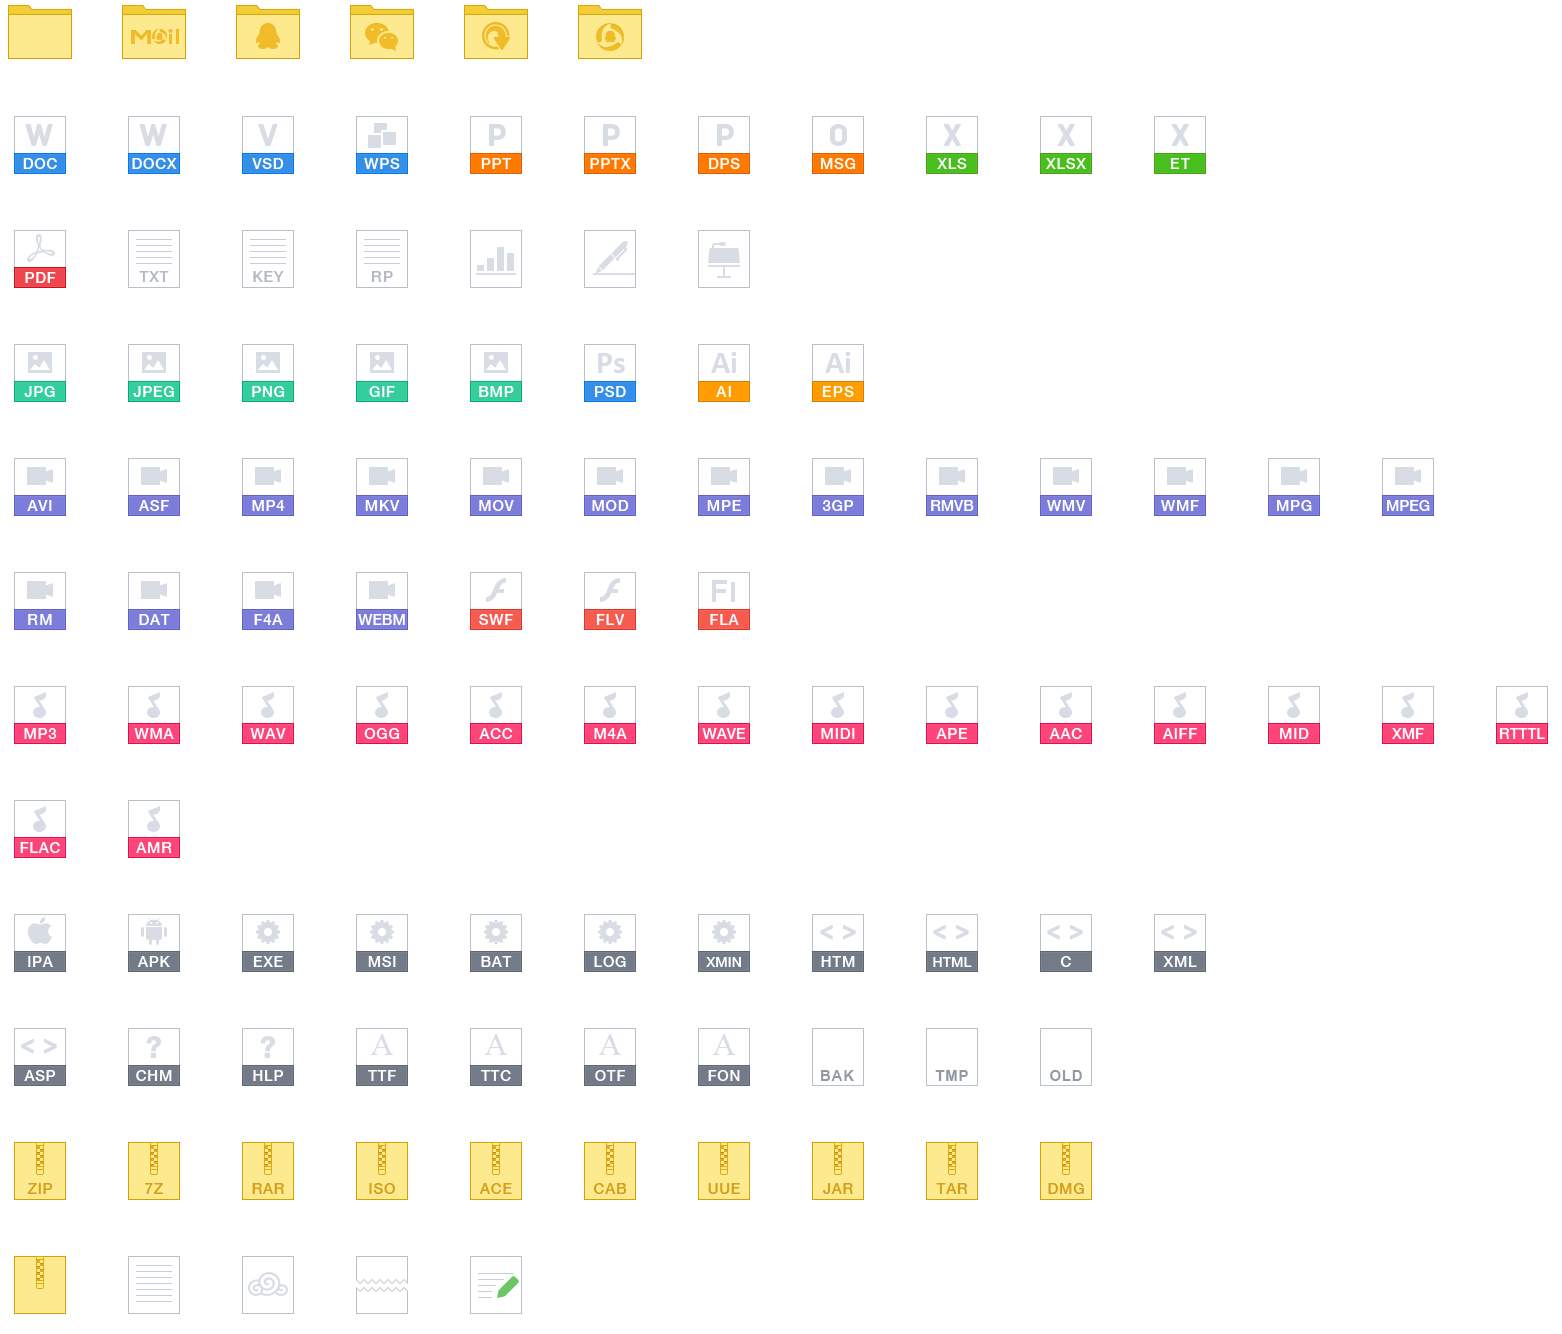 MAil
W W V P P P O X X X
DOC DOCX VSD WPS PPT PPTX DPS MSG XLS XLSX ET
PDF TXT KEY RP
Ps Ai Ai
JPG JPEG PNG GIF BMP PSD AI EPS
AVI ASF MP4 MKV MOV MOD MPE 3GP RMVB WMV WMF MPG MPEG
Fl
RM DAT F4A WEBM SWF FLV FLA
MP3 WMA WAV OGG ACC M4A WAVE MIDI APE AAC AIFF MID XMF RTTTL
FLAC AMR
< > < > < > < >
IPA APK EXE MSI BAT LOG XMIN HTM HTML C XML
< > ? ? A A A A
ASP CHM HLP TTF TTC OTF FON BAK TMP OLD
ZIP 7Z RAR ISO ACE CAB UUE JAR TAR DMG